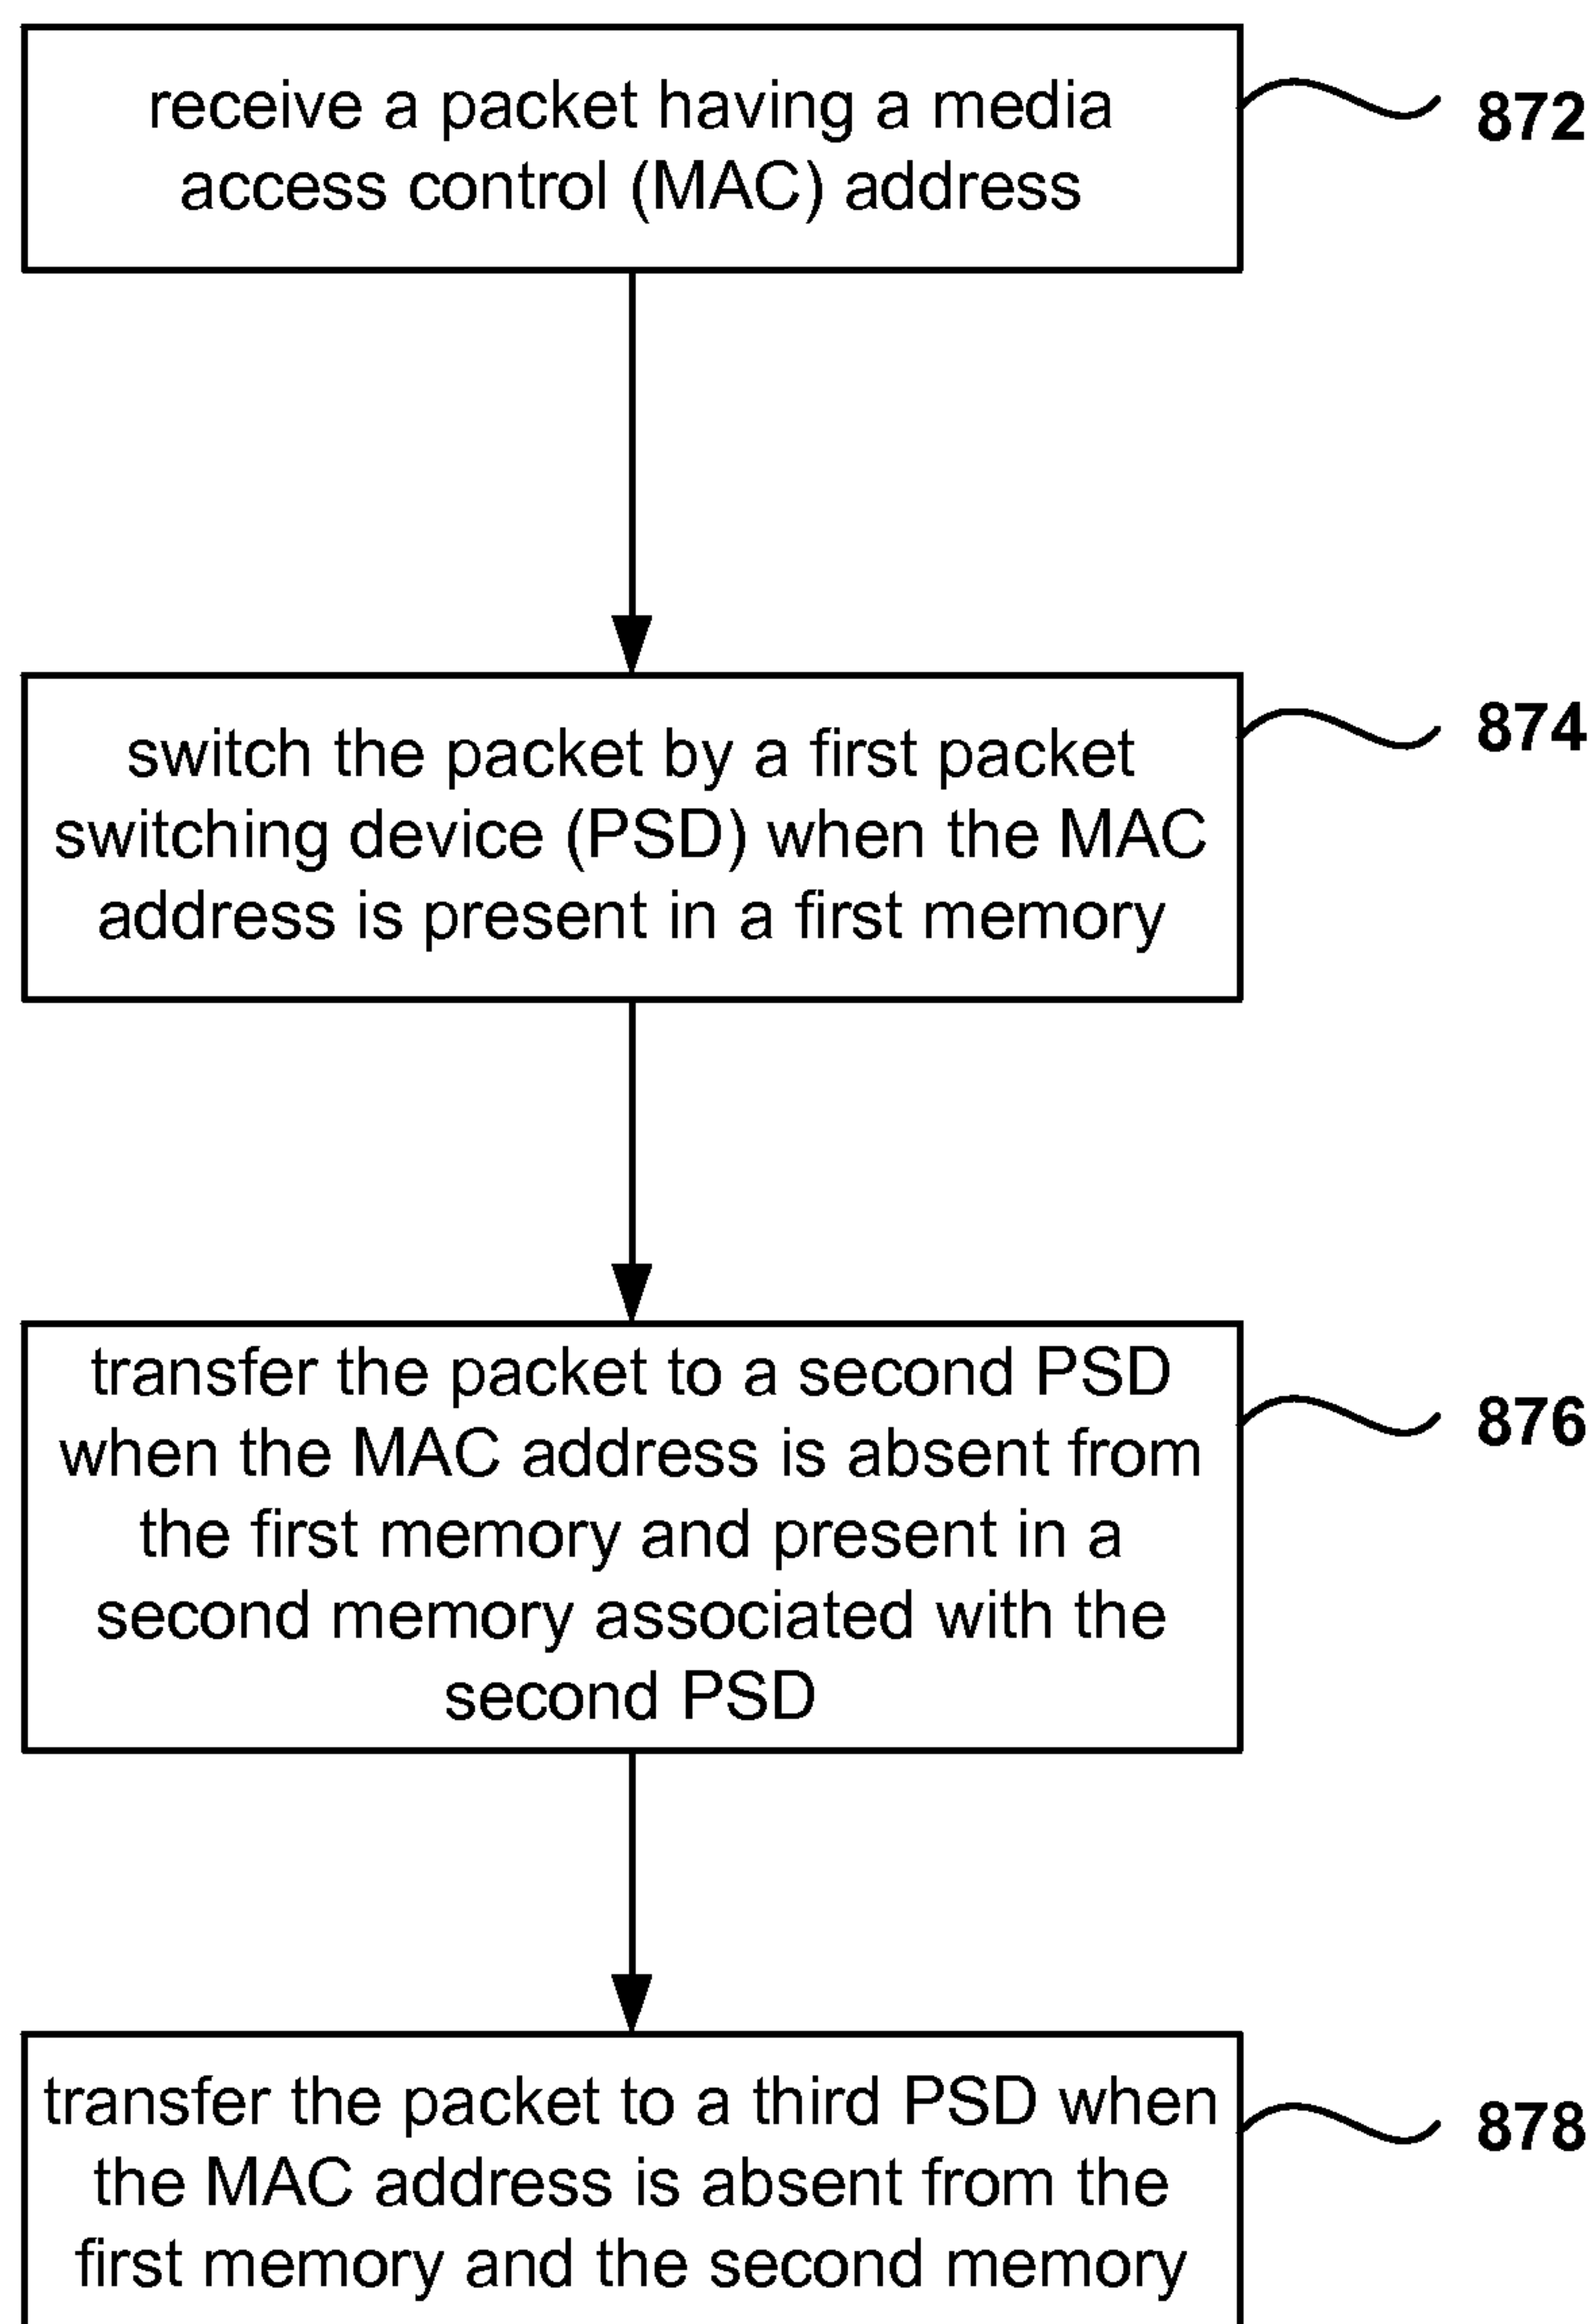 receive a packet having a media
access control (MAC) address
872
switch the packet by a first packet
switching device (PSD) when the MAC
address is present in a first memory
874
transfer the packet to a second PSD
when the MAC address is absent from
the first memory and present in a
second memory associated with the
second PSD
876
transfer the packet to a third PSD when
the MAC address is absent from the
first memory and the second memory
878